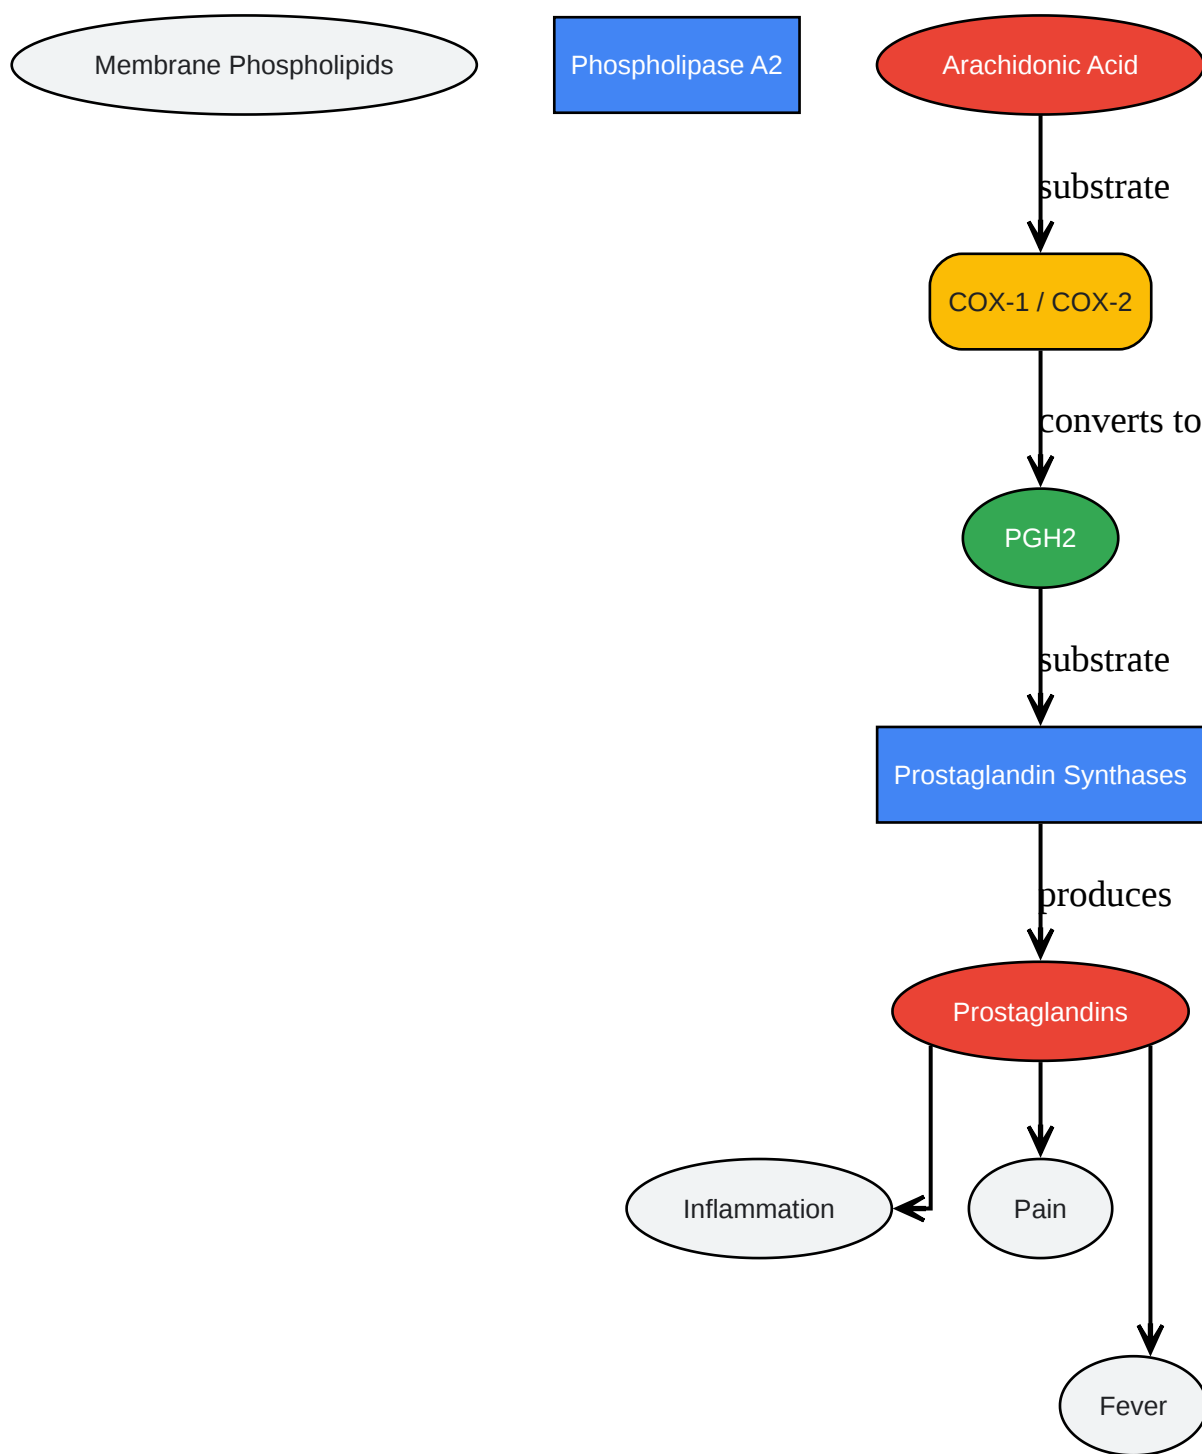 Membrane Phospholipids
Phospholipase A2
Arachidonic Acid
substrate
COX-1 / COX-2
converts to
PGH2
substrate
Prostaglandin Synthases
produces
Prostaglandins
Inflammation
Pain
Fever